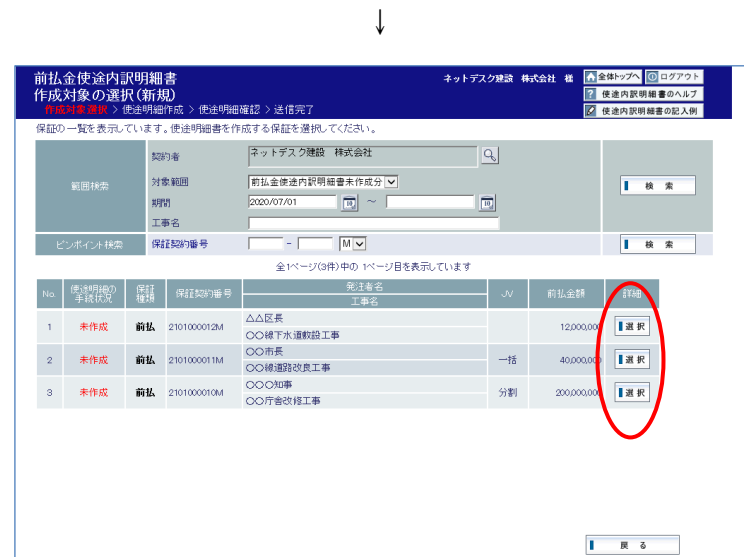 ↓
前払金使途内訳明細書
作成対象の選択(新規)
作成対象選択 > 使途明細作成 > 使途明細確認 > 送信完了
ネットデスク建設 株式会社 様
全体トップへ ログアウト
使途内訳明細書のヘルプ
使途内訳明細書の記入例
保証の一覧を表示しています。使途明細書を作成する保証を選択してください。
範囲検索
契約者 ネットデスク建設 株式会社
対象範囲 前払金使途内訳明細書未作成分
期間 2020/07/01 ～
工事名
検 索
ピンポイント検索 保証契約番号 - M 検 索
全1ページ(3件)中の 1ページ目を表示しています
No. 使途明細の手続状況 保証種類 保証契約番号 発注者名 工事名 JV 前払金額 詳細
1 未作成 前払 2101000012M △△区長 12,000,000 選 択
○○線下水道敷設工事
2 未作成 前払 2101000011M ○○市長 一括 40,000,000 選 択
○○線道路改良工事
3 未作成 前払 2101000010M ○○○知事 分割 200,000,000 選 択
○○庁舎改修工事
戻 る